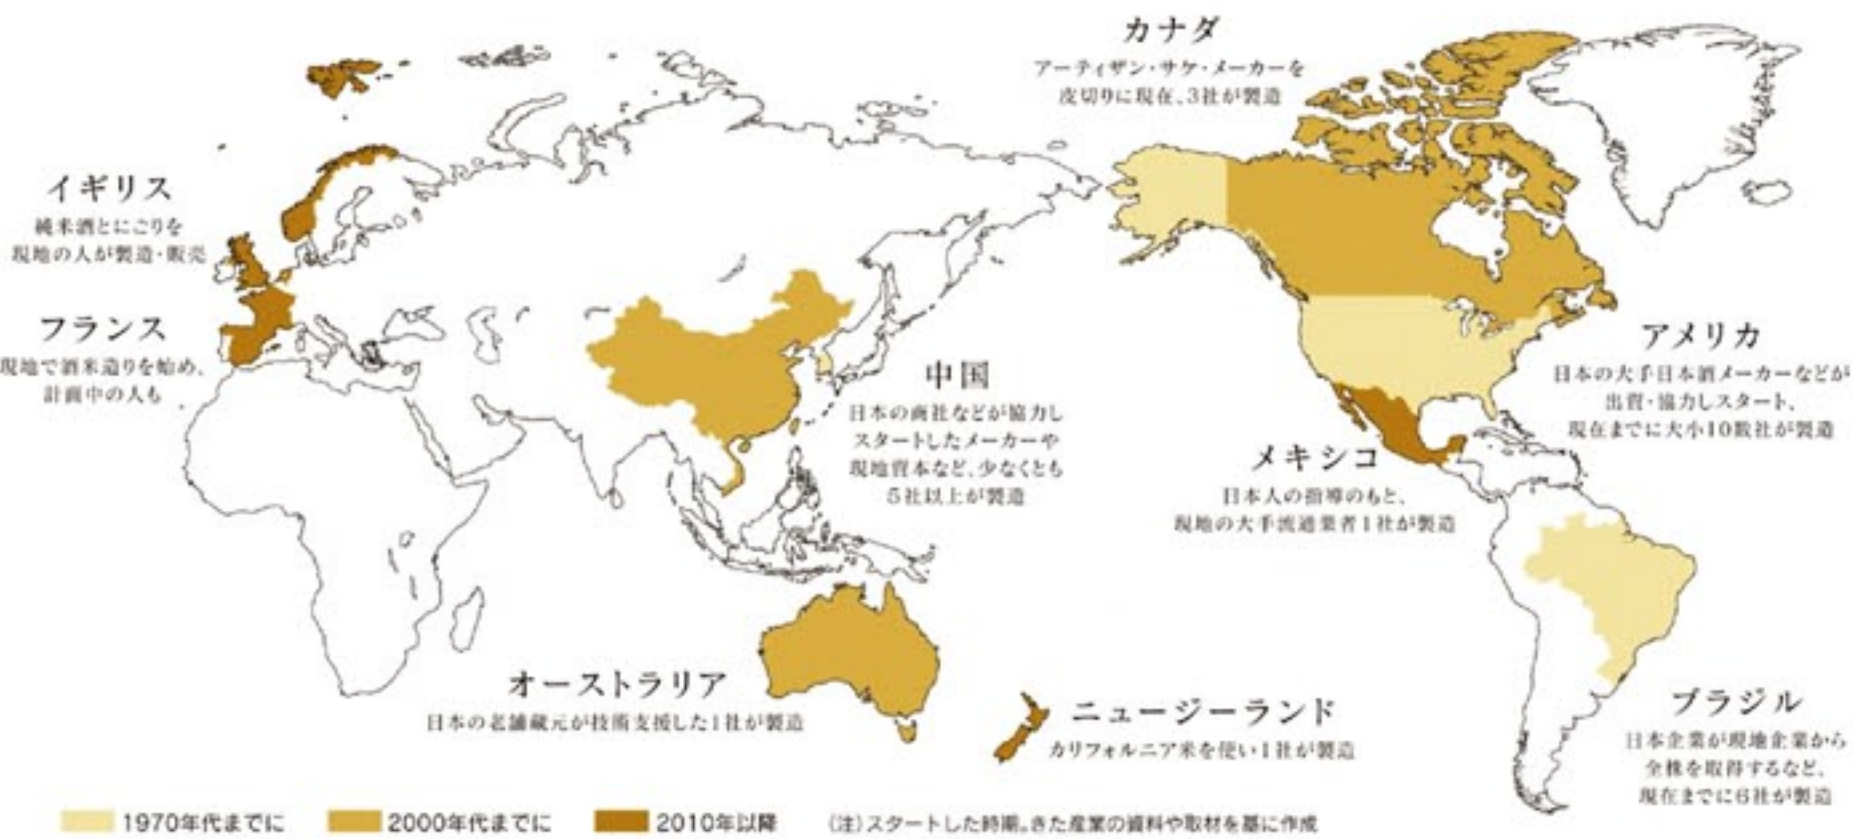 カナダ
アーティザン・サケ・メーカーを
皮切りに現在、3社が製造
イギリス
純米酒とにごりを
現地の人が製造・販売
フランス
現地で酒米造りを始め、
計画中の人も
中国
日本の商社などが協力し
スタートしたメーカーや
現地資本など、少なくとも
5社以上が製造
アメリカ
日本の大手日本酒メーカーなどが
出資・協力しスタート、
現在までに大小10数社が製造
メキシコ
日本人の指導のもと、
現地の大手流通業者1社が製造
オーストラリア
日本の老舗蔵元が技術支援した1社が製造
ニュージーランド
カリフォルニア米を使い1社が製造
ブラジル
日本企業が現地企業から
全株を取得するなど、
現在までに6社が製造
1970年代までに 2000年代までに 2010年以降 (注)スタートした時期。きた産業の資料や取材を基に作成